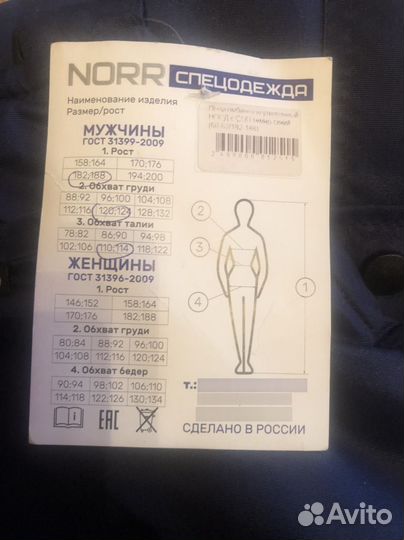 NORR СПЕЦОДЕЖДА
Наименование изделия
Размер/рост
МУЖЧИНЫ
ГОСТ 31399-2009
1. Рост
158;164 170;176
182;188 194;200
2. Обхват груди
88;92 96;100 104;108
112;116 120;124 128;132
3. Обхват талии
78;82 86;90 94;98
102;106 110;114 118;122
ЖЕНЩИНЫ
ГОСТ 31396-2009
1. Рост
146;152 158;164
170;176 182;188
2. Обхват груди
80;84 88;92 96;100
104;108 112;116 120;124
4. Обхват бедер
90;94 98;102 106;110
114;118 122;126 130;134
2
3
4
1
т.:
EAC
СДЕЛАНО В РОССИИ
Avito